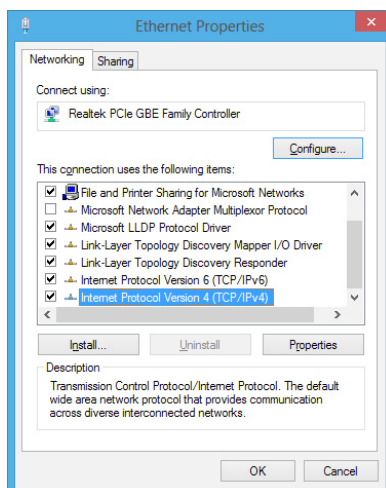 Ethernet Properties
Networking
Sharing
Connect using:
Realtek PCIe GBE Family Controller
Configure...
This connection uses the following items:
File and Printer Sharing for Microsoft Networks
Microsoft Network Adapter Multiplexor Protocol
Microsoft LLDP Protocol Driver
Link-Layer Topology Discovery Mapper I/O Driver
Link-Layer Topology Discovery Responder
Internet Protocol Version 6 (TCP/IPv6)
Internet Protocol Version 4 (TCP/IPv4)
Install...
Uninstall
Properties
Description
Transmission Control Protocol/Internet Protocol. The default
wide area network protocol that provides communication
across diverse interconnected networks.
OK
Cancel